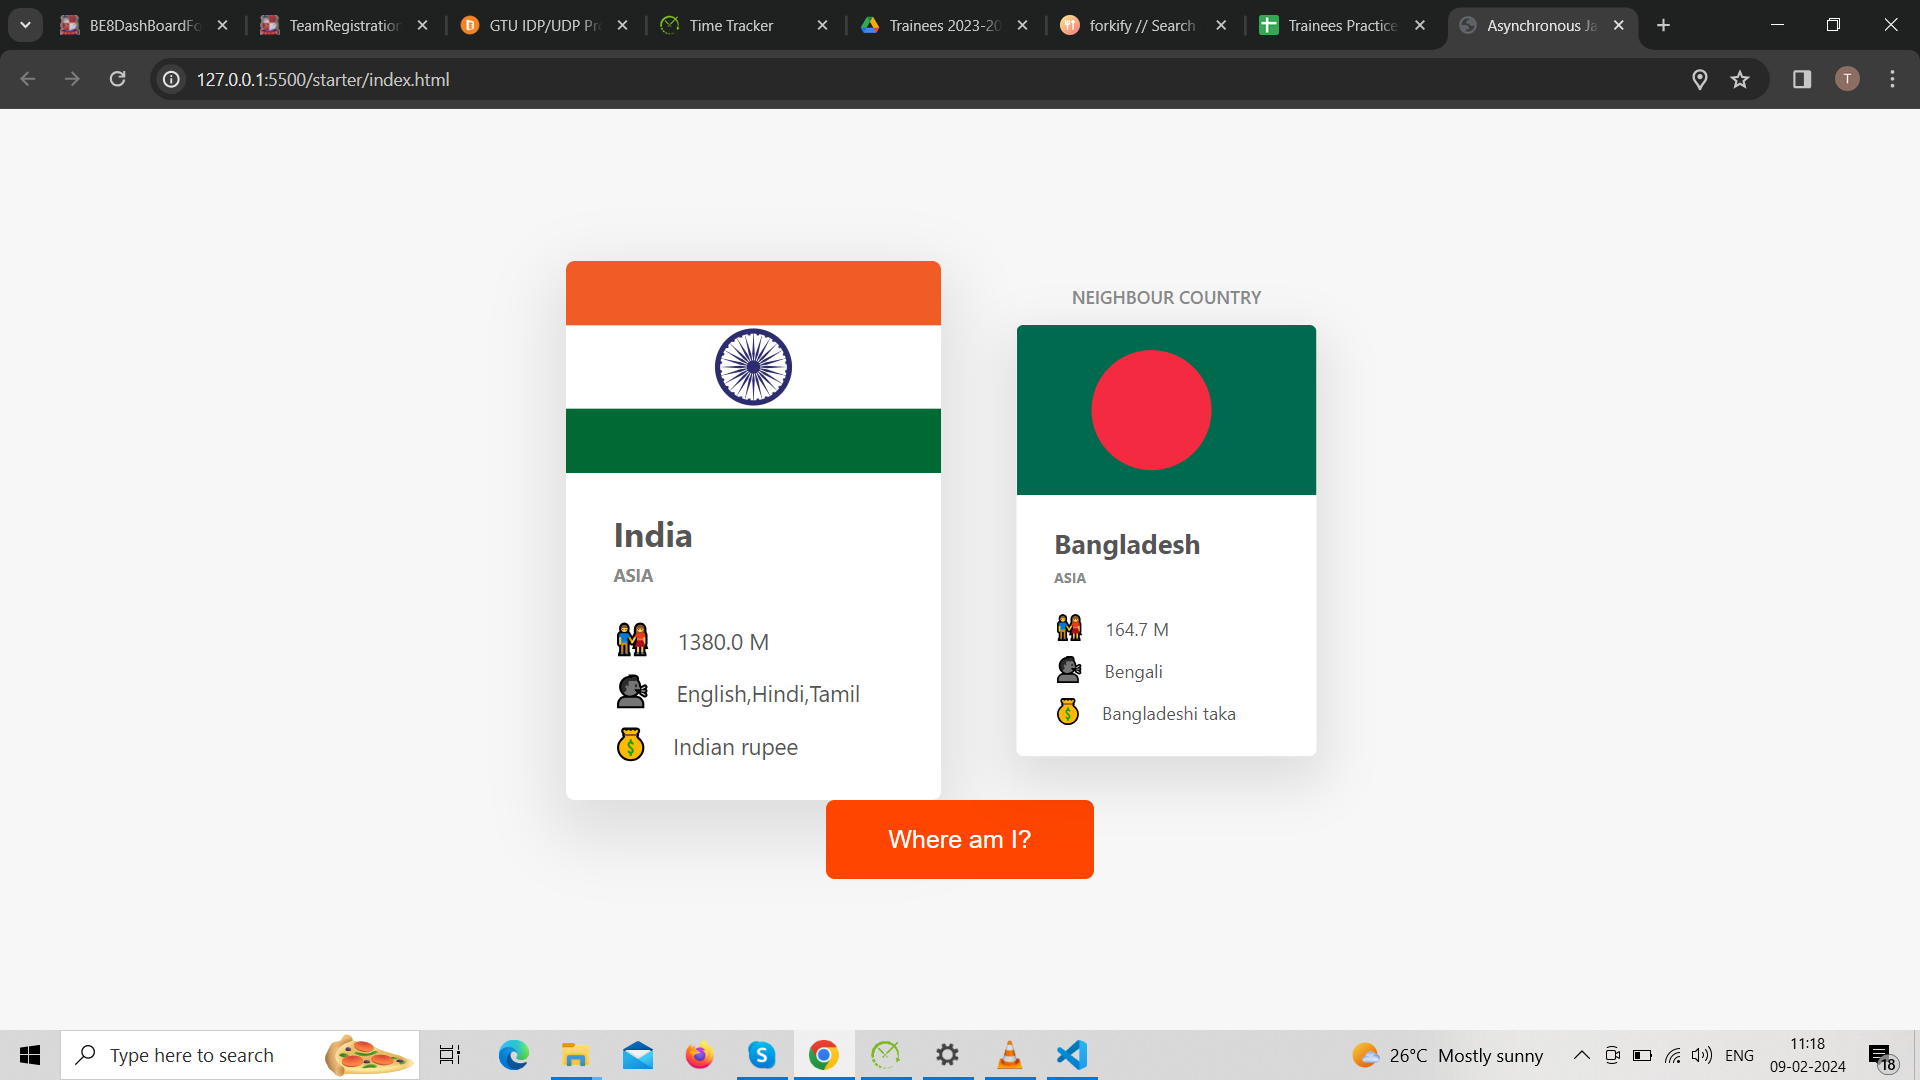 BE8DashBoardFo
TeamRegistration
GTU IDP/UDP Pr
Time Tracker
Trainees 2023-20
forkify // Search
Trainees Practice
Asynchronous Ja
127.0.0.1:5500/starter/index.html
T
India
ASIA
1380.0 M
English,Hindi,Tamil
Indian rupee
NEIGHBOUR COUNTRY
Bangladesh
ASIA
164.7 M
Bengali
Bangladeshi taka
Where am I?
Type here to search
26°C Mostly sunny
ENG
11:18
09-02-2024
18